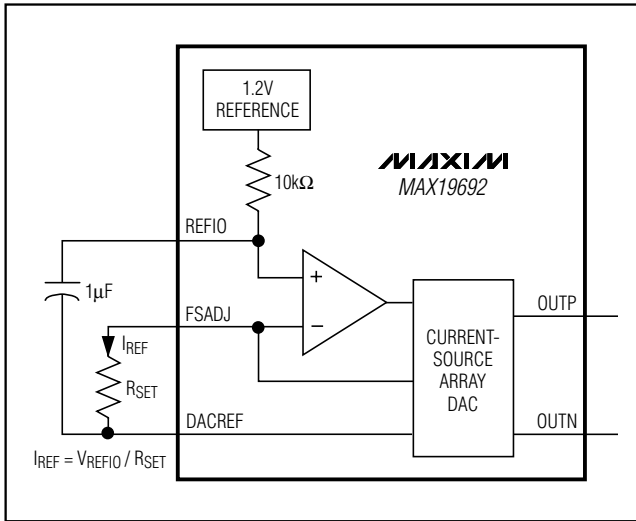 1.2V
REFERENCE
10kΩ
MAXIM
MAX19692
REFIO
1µF
+
−
FSADJ
IREF
RSET
CURRENT-
SOURCE
ARRAY
DAC
OUTP
OUTN
DACREF
IREF = VREFIO / RSET